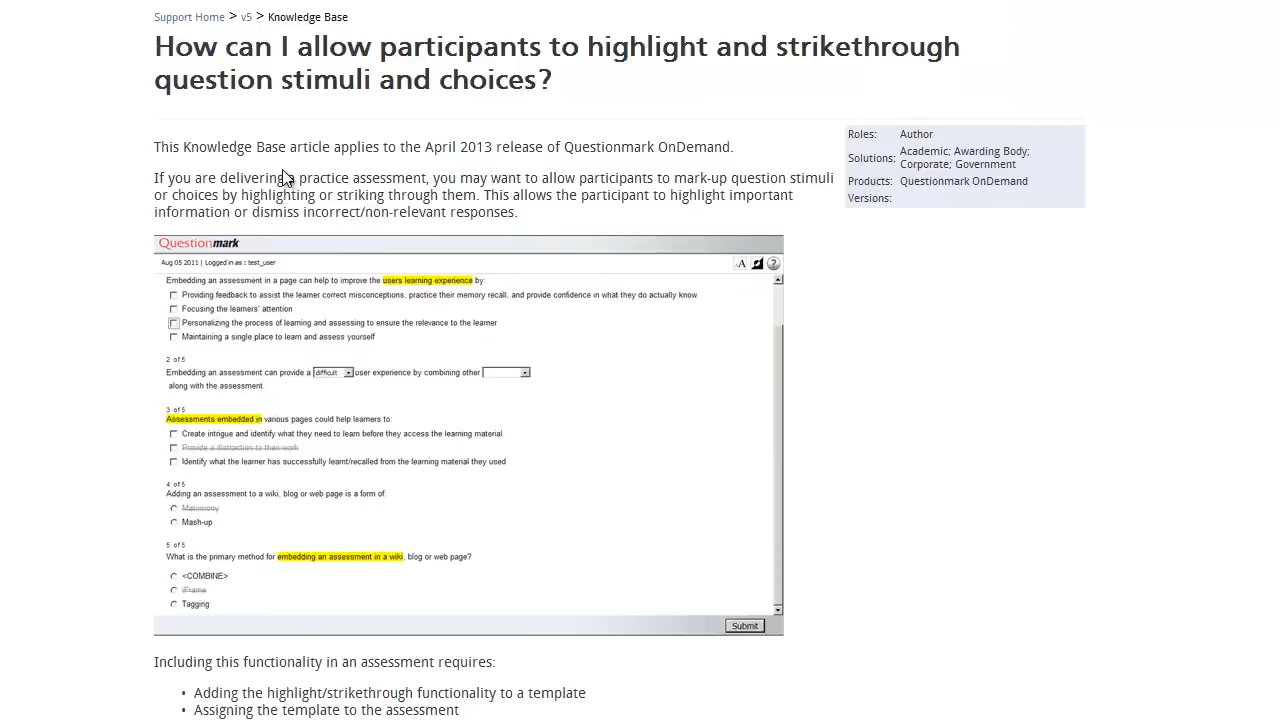 Support Home > v5 > Knowledge Base
How can I allow participants to highlight and strikethrough
question stimuli and choices?
This Knowledge Base article applies to the April 2013 release of Questionmark OnDemand.
If you are delivering practice assessment, you may want to allow participants to mark-up question stimuli
or choices by highlighting or striking through them. This allows the participant to highlight important
information or dismiss incorrect/non-relevant responses.
Roles: Author
Solutions: Academic; Awarding Body;
Corporate; Government
Products: Questionmark OnDemand
Versions:
Questionmark
Aug 05 2011 | Logged in as : test_user
A
?
Embedding an assessment in a page can help to improve the users learning experience by:
Providing feedback to assist the learner correct misconceptions, practice their memory recall, and provide confidence in what they do actually know
Focusing the learners' attention
Personalizing the process of learning and assessing to ensure the relevance to the learner
Maintaining a single place to learn and assess yourself
2 of 5
Embedding an assessment can provide a difficult user experience by combining other
along with the assessment.
3 of 5
Assessments embedded in various pages could help learners to:
Create intrigue and identify what they need to learn before they access the learning material
Provide a distraction to their work
Identify what the learner has successfully learnt/recalled from the learning material they used
4 of 5
Adding an assessment to a wiki, blog or web page is a form of:
Matrimony
Mash-up
5 of 5
What is the primary method for embedding an assessment in a wiki, blog or web page?
<COMBINE>
iFrame
Tagging
Submit
Including this functionality in an assessment requires:
• Adding the highlight/strikethrough functionality to a template
• Assigning the template to the assessment